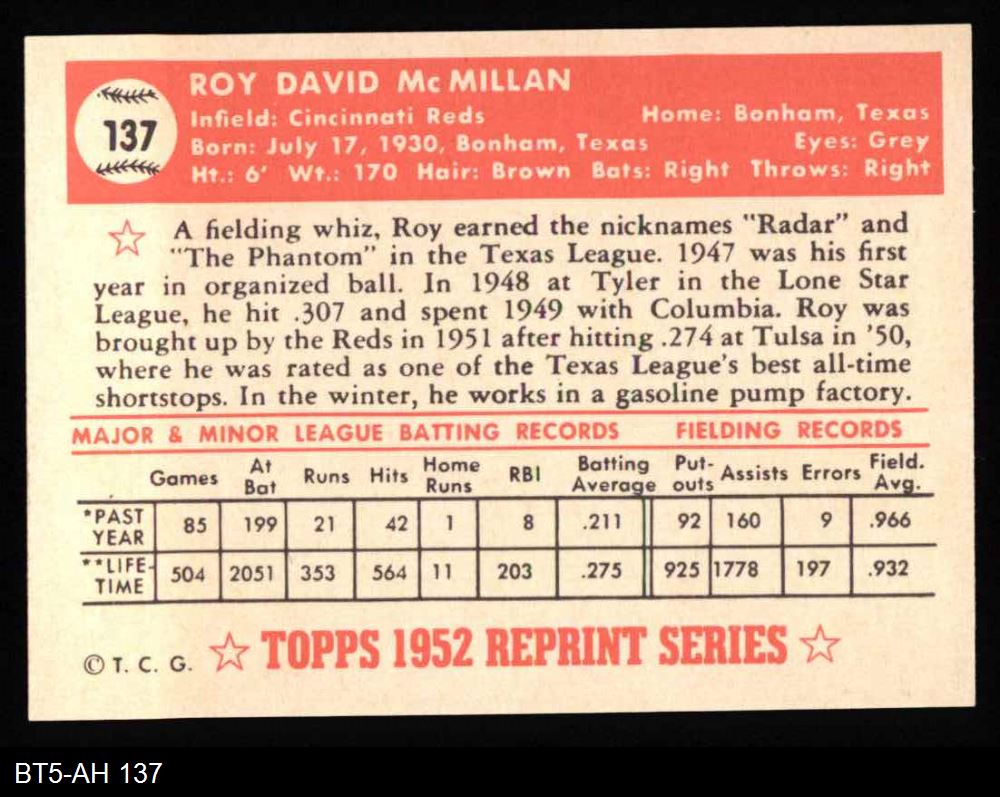 137
ROY DAVID McMILLAN
Infield: Cincinnati Reds Home: Bonham, Texas
Born: July 17, 1930, Bonham, Texas Eyes: Grey
Ht.: 6' Wt.: 170 Hair: Brown Bats: Right Throws: Right
A fielding whiz, Roy earned the nicknames "Radar" and
"The Phantom" in the Texas League. 1947 was his first
year in organized ball. In 1948 at Tyler in the Lone Star
League, he hit .307 and spent 1949 with Columbia. Roy was
brought up by the Reds in 1951 after hitting .274 at Tulsa in '50,
where he was rated as one of the Texas League's best all-time
shortstops. In the winter, he works in a gasoline pump factory.
MAJOR & MINOR LEAGUE BATTING RECORDS FIELDING RECORDS
Games At Bat Runs Hits Home Runs RBI Batting Average Put-outs Assists Errors Field. Avg.
*PAST YEAR 85 199 21 42 1 8 .211 92 160 9 .966
**LIFE-TIME 504 2051 353 564 11 203 .275 925 1778 197 .932
© T. C. G. TOPPS 1952 REPRINT SERIES
BT5-AH 137